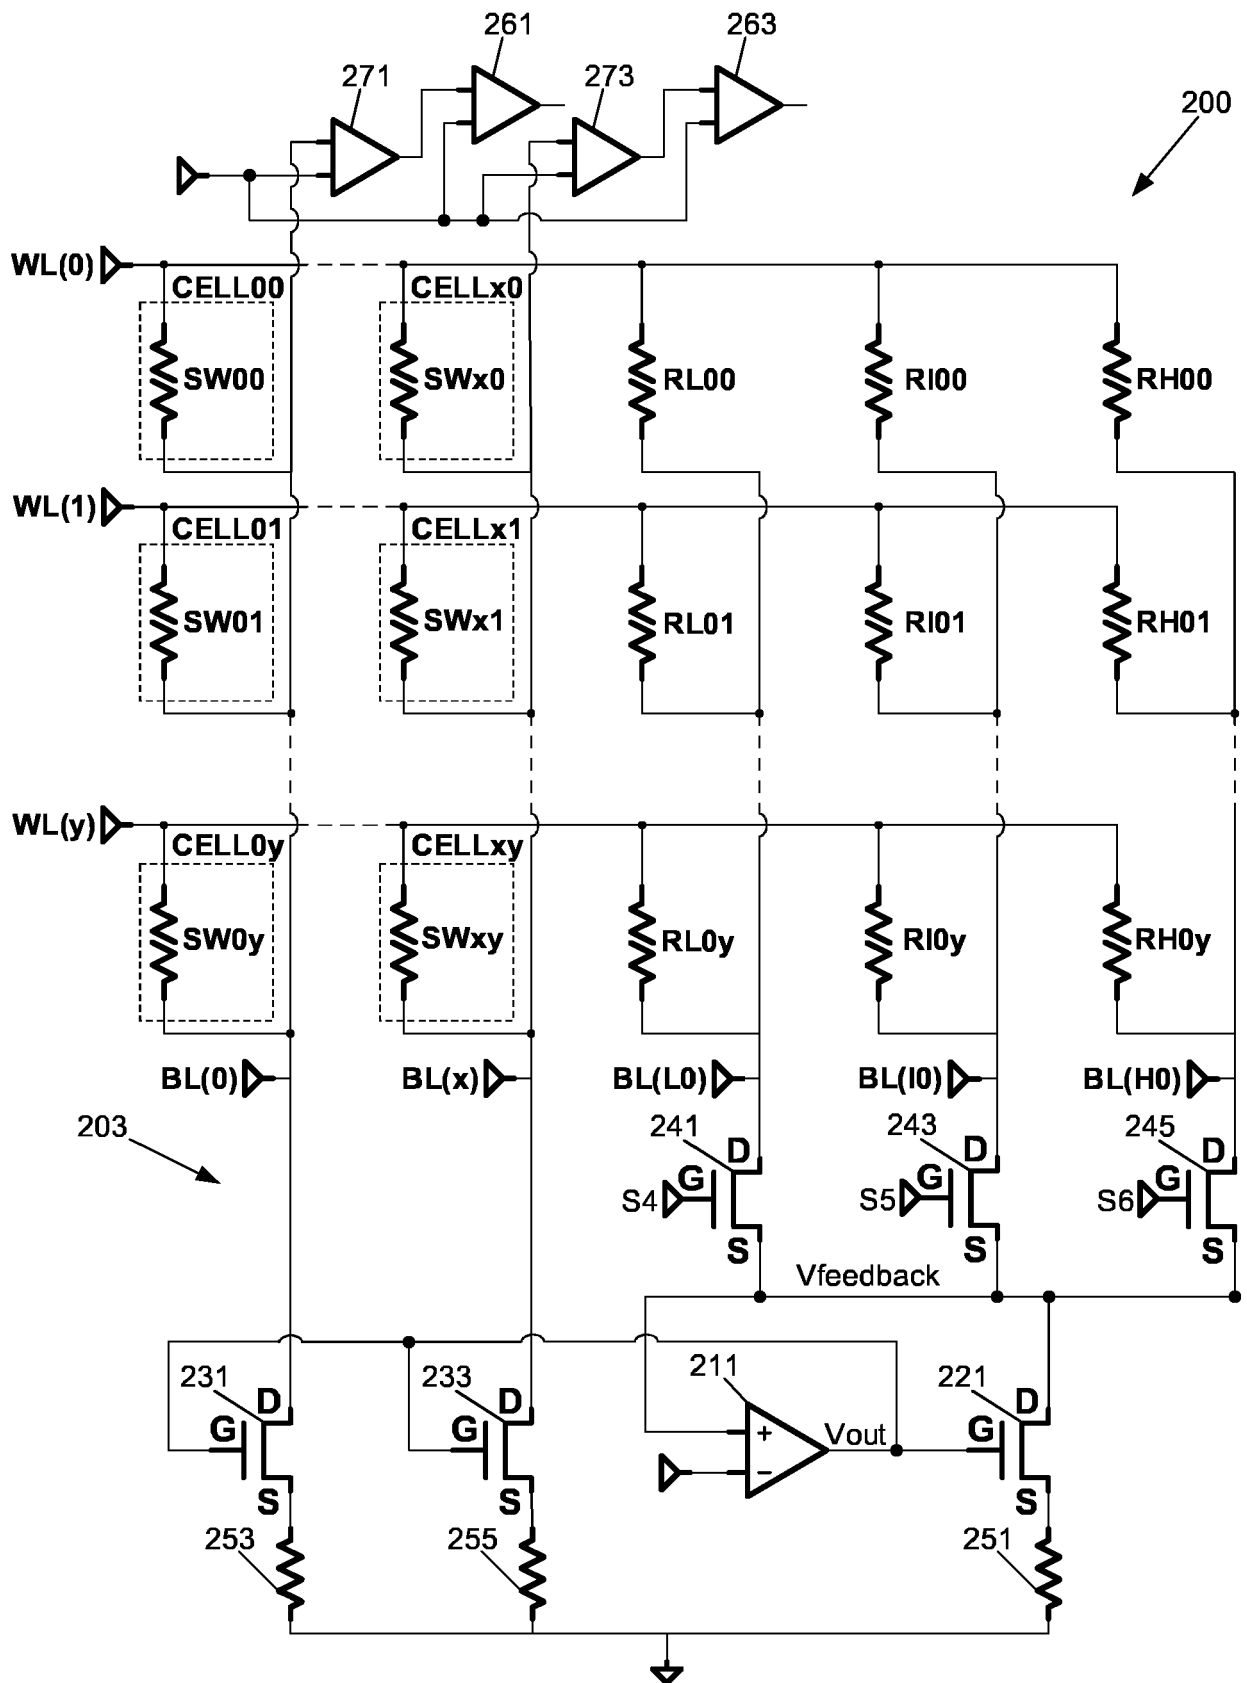 261
263
271
273
200
WL(0)
CELL00
CELLx0
SW00
SWx0
RL00
RI00
RH00
WL(1)
CELL01
CELLx1
SW01
SWx1
RL01
RI01
RH01
WL(y)
CELL0y
CELLxy
SW0y
SWxy
RL0y
RI0y
RH0y
BL(0)
BL(x)
BL(L0)
BL(I0)
BL(H0)
203
241
243
245
D
D
D
G
G
G
S4
S5
S6
S
S
S
Vfeedback
231
233
211
221
D
D
D
G
G
+
Vout
G
−
S
S
S
253
255
251